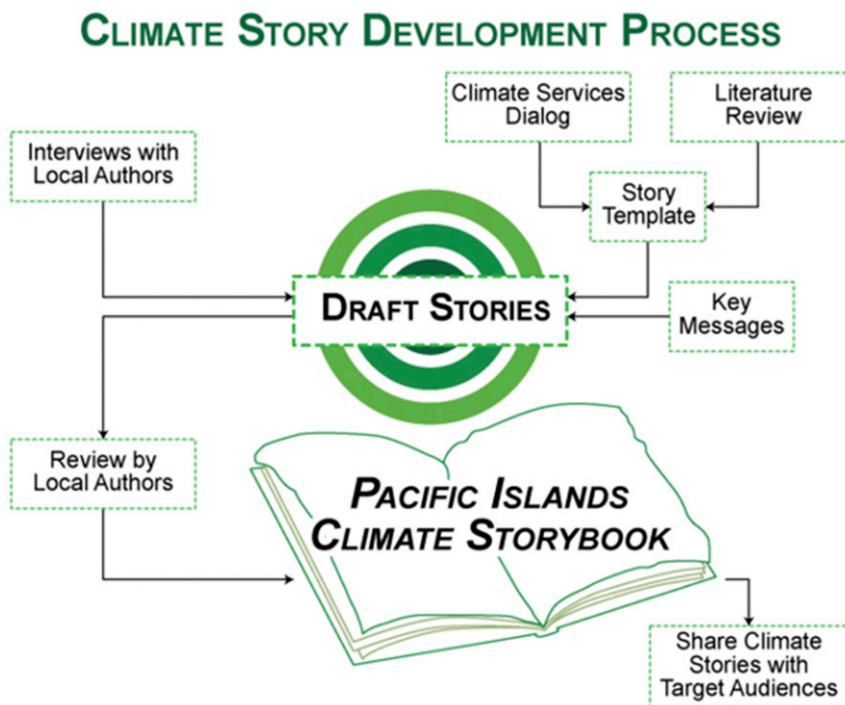 CLIMATE STORY DEVELOPMENT PROCESS
Climate Services
Dialog
Literature
Review
Interviews with
Local Authors
Story
Template
DRAFT STORIES
Key
Messages
Review by
Local Authors
PACIFIC ISLANDS
CLIMATE STORYBOOK
Share Climate
Stories with
Target Audiences